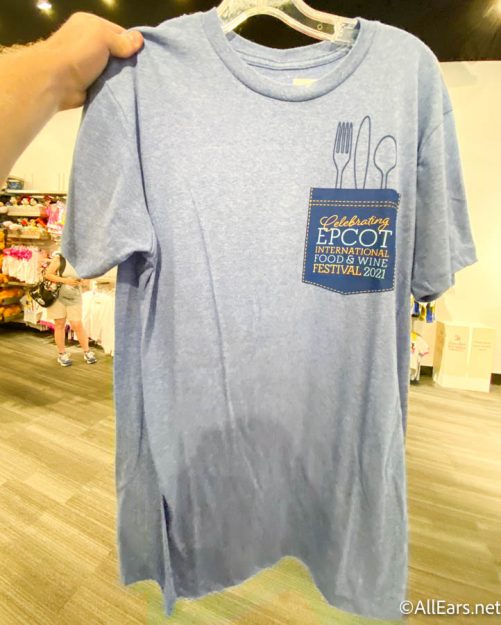 Celebrating
EPCOT
INTERNATIONAL
FOOD & WINE
FESTIVAL 2021
©AllEars.net